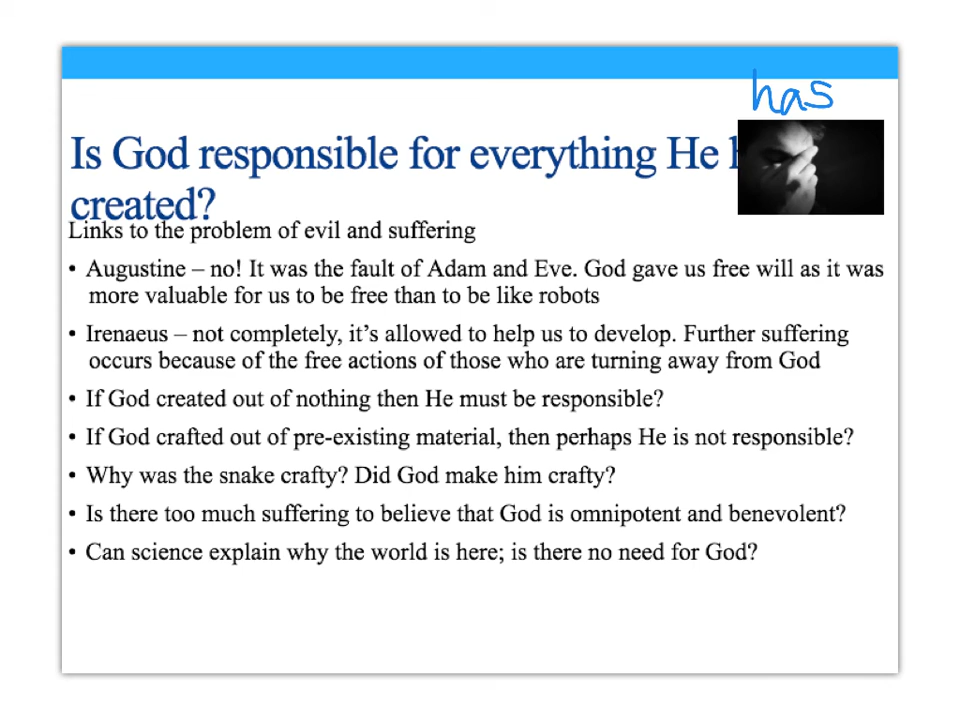 has
Is God responsible for everything He h
created?
Links to the problem of evil and suffering
• Augustine – no! It was the fault of Adam and Eve. God gave us free will as it was
more valuable for us to be free than to be like robots
• Irenaeus – not completely, it’s allowed to help us to develop. Further suffering
occurs because of the free actions of those who are turning away from God
• If God created out of nothing then He must be responsible?
• If God crafted out of pre-existing material, then perhaps He is not responsible?
• Why was the snake crafty? Did God make him crafty?
• Is there too much suffering to believe that God is omnipotent and benevolent?
• Can science explain why the world is here; is there no need for God?